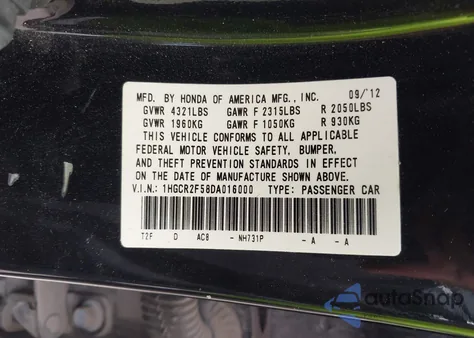 MFD. BY HONDA OF AMERICA MFG., INC. 09/'12
GVWR 4321LBS GAWR F 2315LBS R 2050LBS
GVWR 1960KG GAWR F 1050KG R 930KG
THIS VEHICLE CONFORMS TO ALL APPLICABLE
FEDERAL MOTOR VEHICLE SAFETY, BUMPER,
AND THEFT PREVENTION STANDARDS IN EFFECT
ON THE DATE OF MANUFACTURE SHOWN ABOVE.
V.I.N.: 1HGCR2F58DA016000 TYPE: PASSENGER CAR
T2F D AC8 - NH731P - A - A
autoSnap